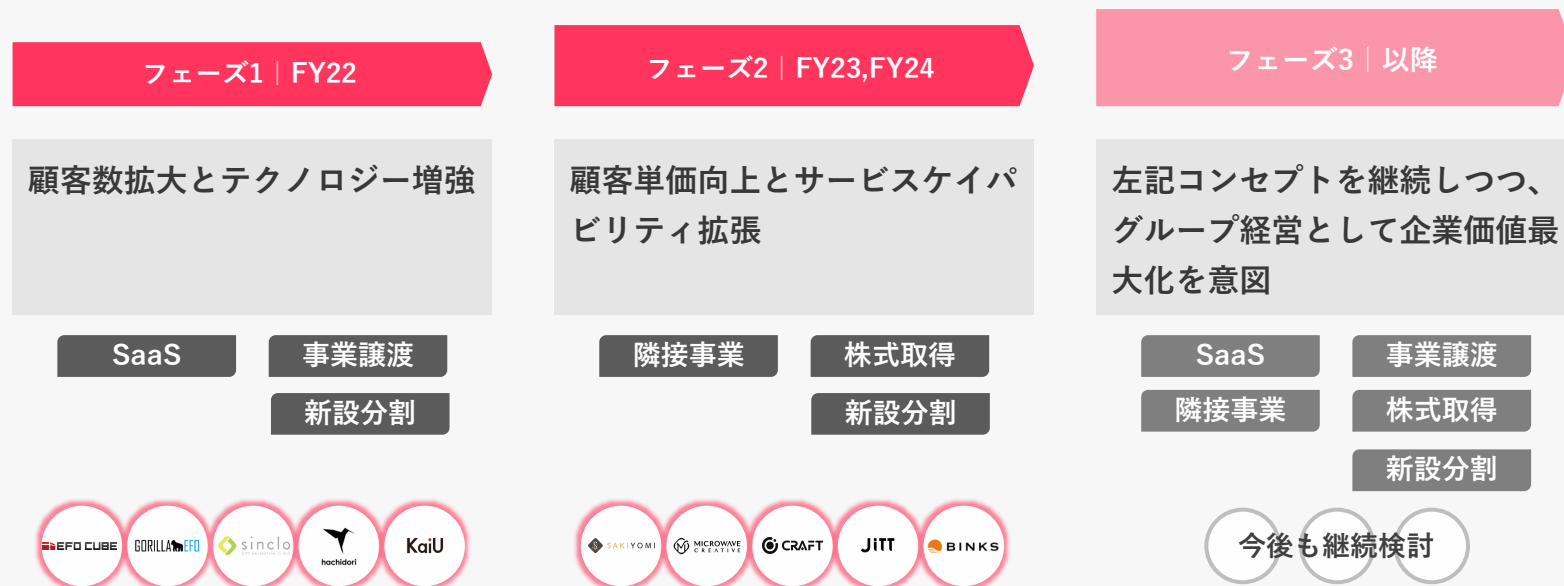 フェーズ1｜FY22
顧客数拡大とテクノロジー増強
SaaS
事業譲渡
新設分割
EFO CUBE
GORILLA EFO
sinclo
hachidori
KaiU
フェーズ2｜FY23,FY24
顧客単価向上とサービスケイパ
ビリティ拡張
隣接事業
株式取得
新設分割
SAKIYOMI
MICROWAVE
CREATIVE
CRAFT
JiTT
BINKS
フェーズ3｜以降
左記コンセプトを継続しつつ、
グループ経営として企業価値最
大化を意図
SaaS
事業譲渡
隣接事業
株式取得
新設分割
今後も継続検討